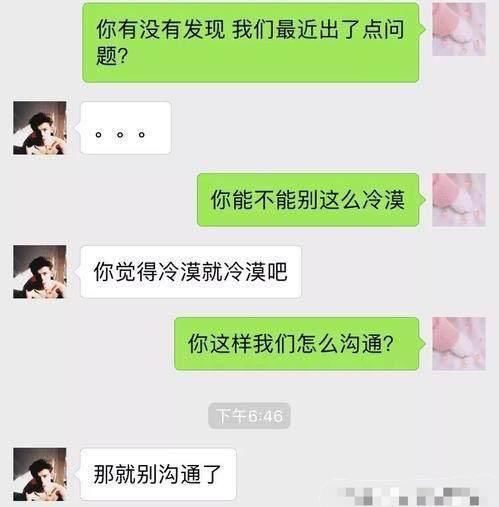 你有没有发现 我们最近出了点问
题?
。。。
你能不能别这么冷漠
你觉得冷漠就冷漠吧
你这样我们怎么沟通?
下午6:46
那就别沟通了